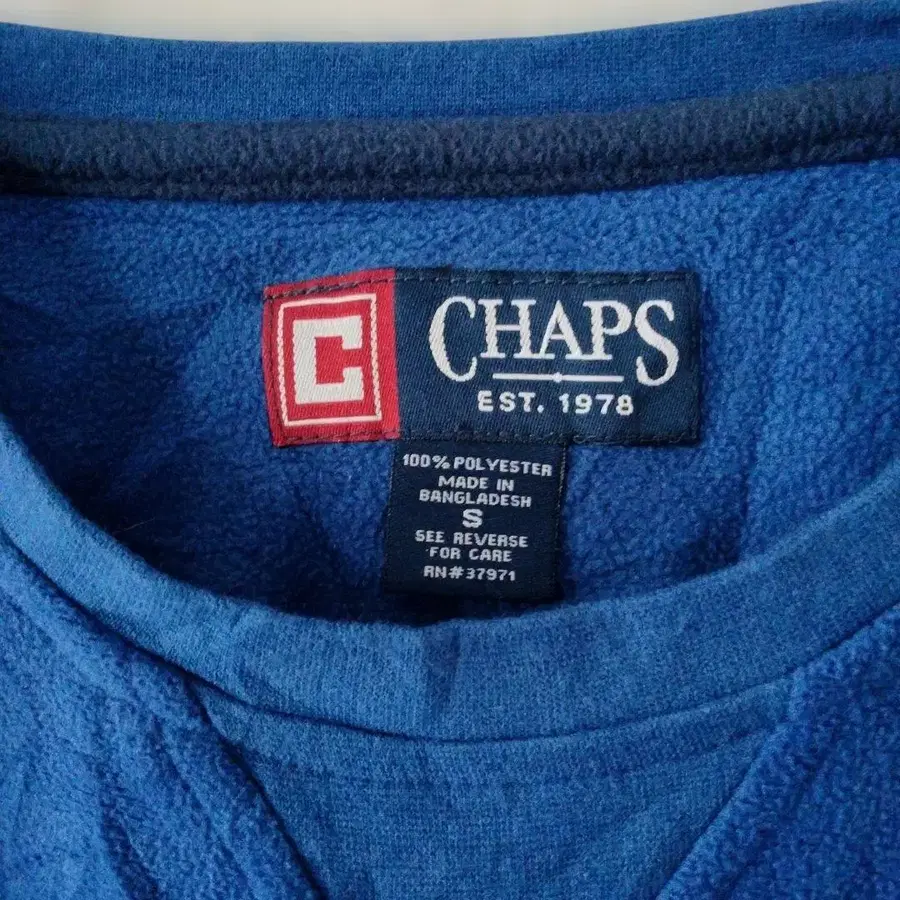 C
CHAPS
EST. 1978
100% POLYESTER
MADE IN
BANGLADESH
S
SEE REVERSE
FOR CARE
RN#37971